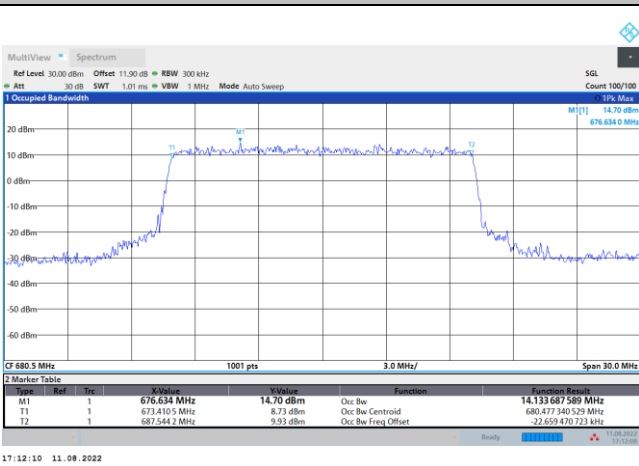 MultiView Spectrum
Ref Level 30.00 dBm Offset 11.90 dB RBW 300 kHz SGL
Att 30 dB SWT 1.01 ms VBW 1 MHz Mode Auto Sweep Count 100/100
1 Occupied Bandwidth 1Pk Max
M1[1] 14.70 dBm
676.634 0 MHz
M1
T1 T2
20 dBm
10 dBm
0 dBm
-10 dBm
-20 dBm
-30 dBm
-40 dBm
-50 dBm
-60 dBm
CF 680.5 MHz 1001 pts 3.0 MHz/ Span 30.0 MHz
2 Marker Table
Type Ref Trc X-Value Y-Value Function Function Result
M1 1 676.634 MHz 14.70 dBm Occ Bw 14.133 687 589 MHz
T1 1 673.410 5 MHz 8.73 dBm Occ Bw Centroid 680.477 340 529 MHz
T2 1 687.544 2 MHz 9.93 dBm Occ Bw Freq Offset -22.659 470 723 kHz
Ready 11.08.2022
17:12:09
17:12:10 11.08.2022